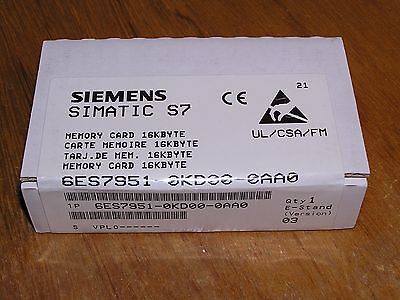 21
SIEMENS
SIMATIC S7
CE
UL/CSA/FM
MEMORY CARD 16KBYTE
CARTE MEMOIRE 16KBYTE
TARJ.DE MEM. 16KBYTE
MEMORY CARD 16KBYTE
6ES7951-0KD00-0AA0
1P 6ES7951-0KD00-0AA0
Qty 1
E-Stand
(Version)
03
S VPL0------